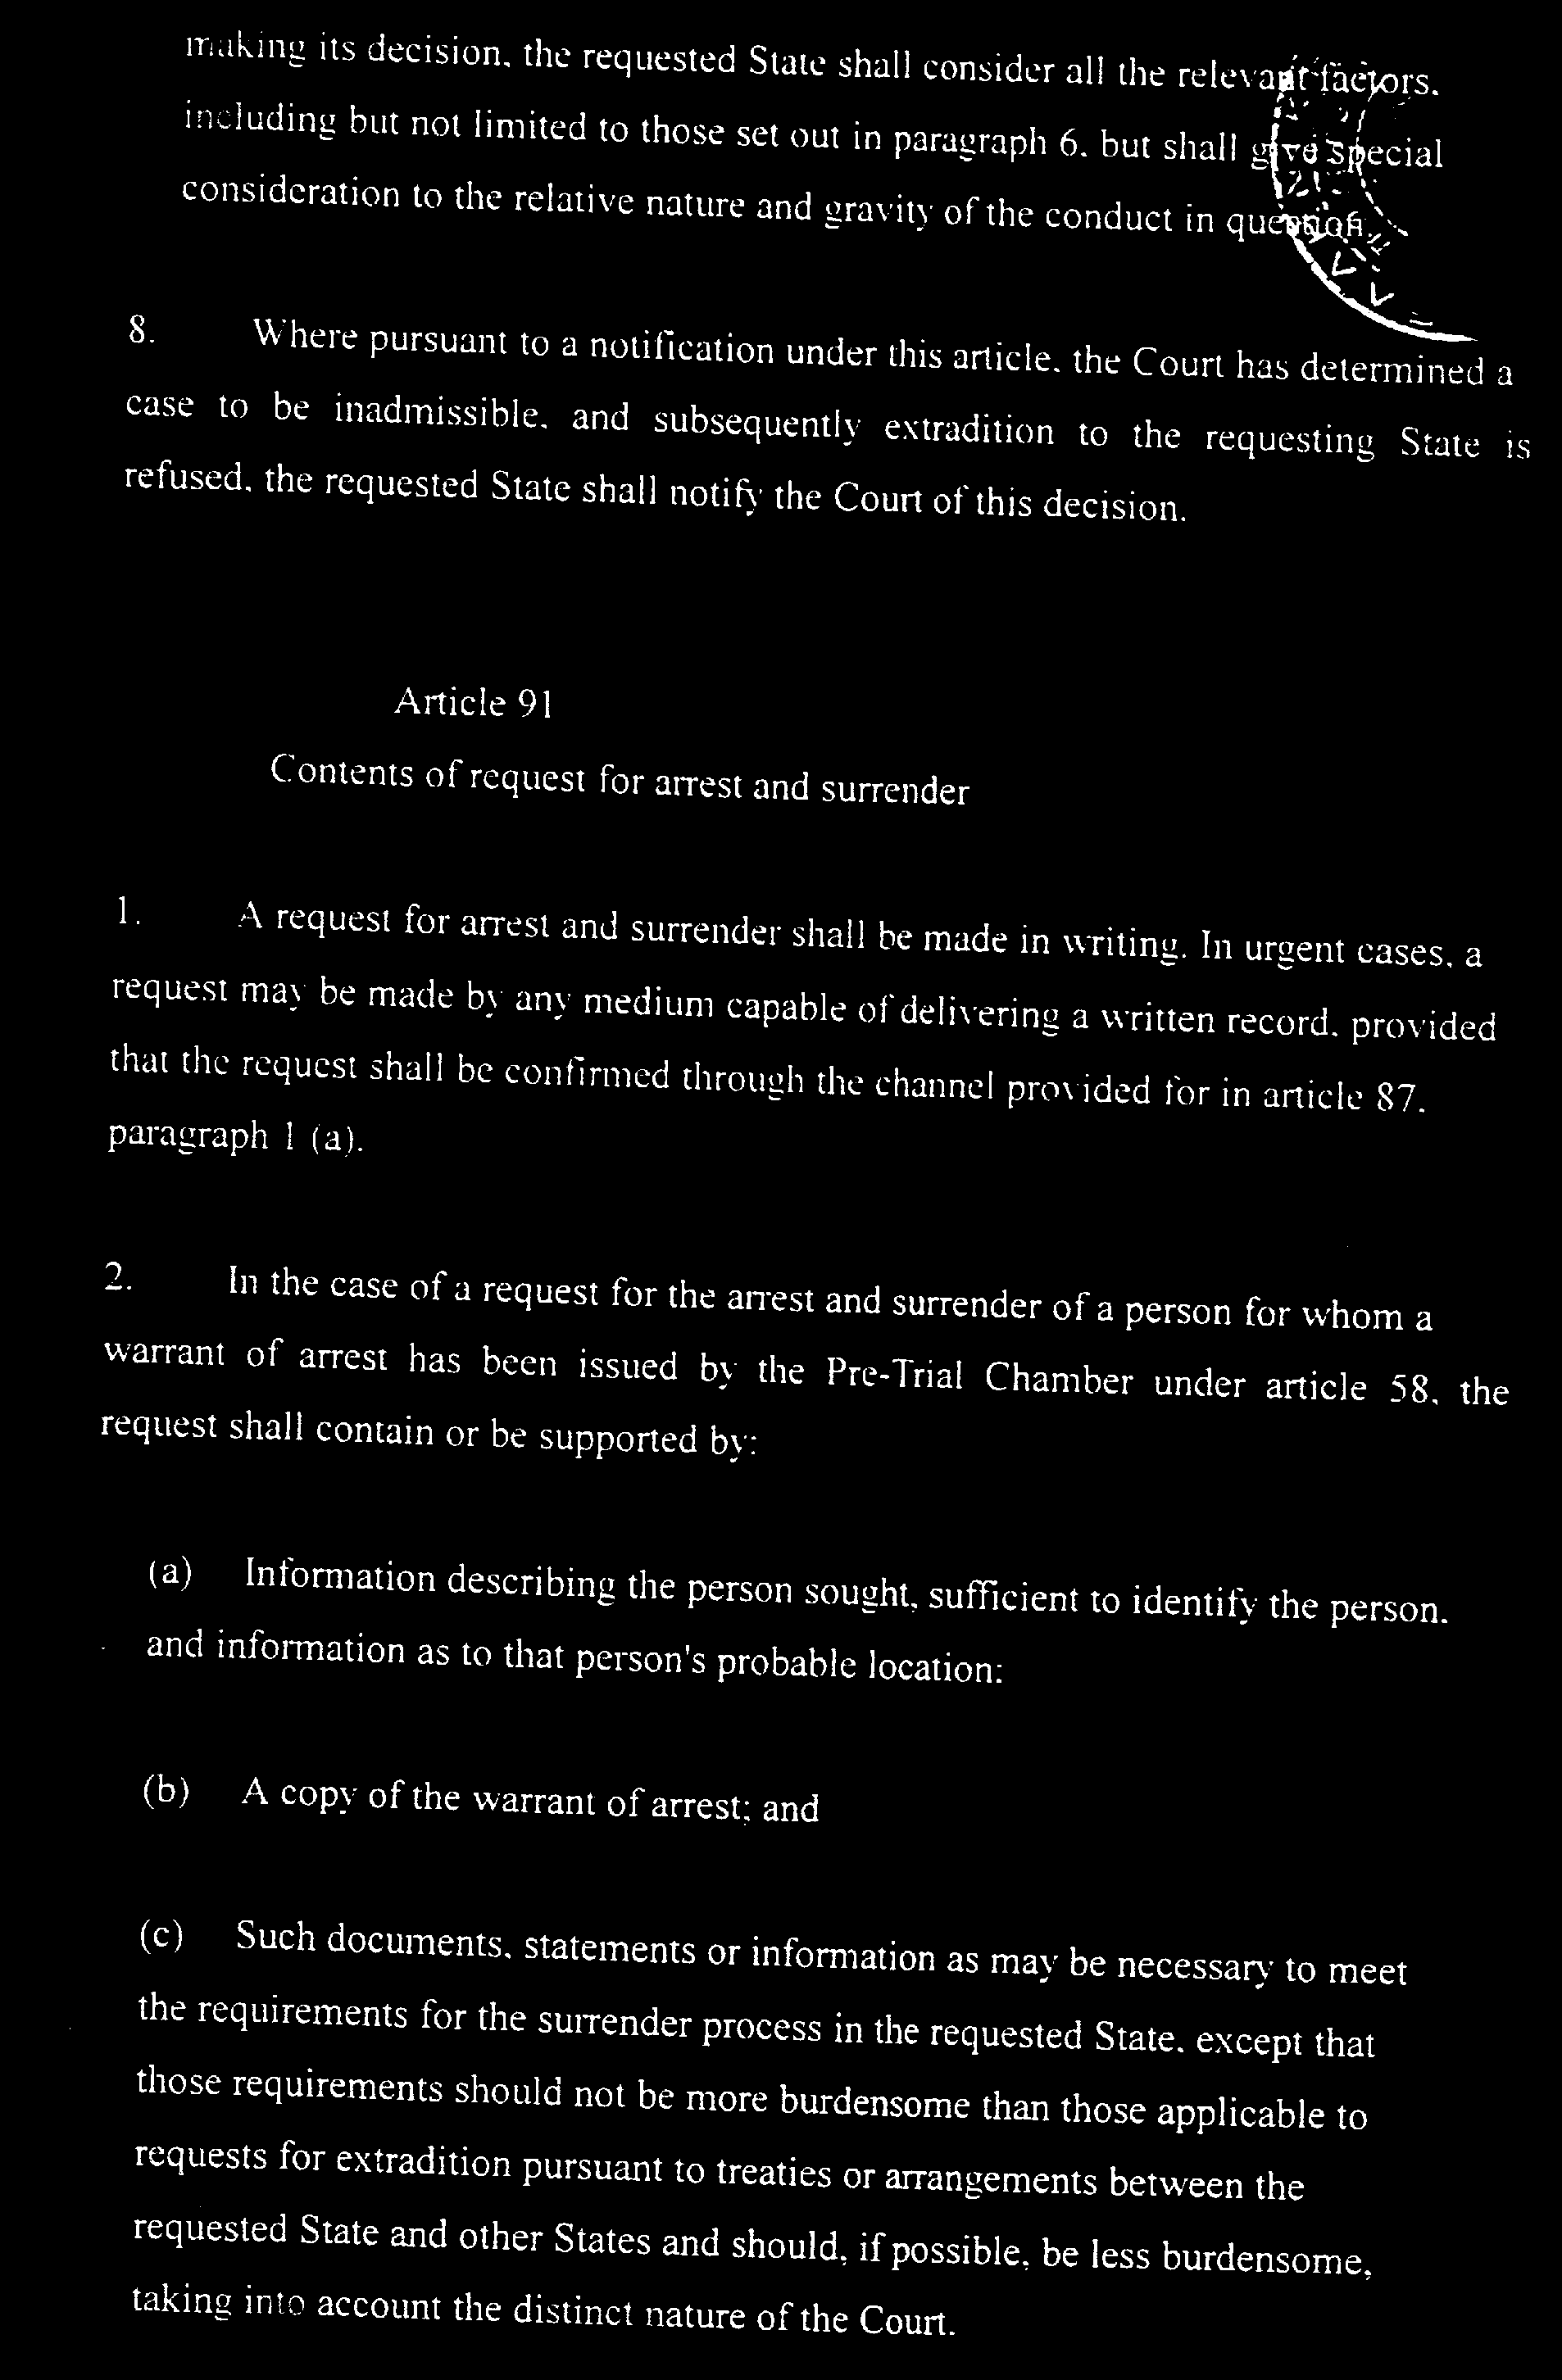 making its decision, the requested State shall consider all the relevant factors,
including but not limited to those set out in paragraph 6, but shall give special
consideration to the relative nature and gravity of the conduct in question.
8. Where pursuant to a notification under this article, the Court has determined a
case to be inadmissible, and subsequently extradition to the requesting State is
refused, the requested State shall notify the Court of this decision.
Article 91
Contents of request for arrest and surrender
1. A request for arrest and surrender shall be made in writing. In urgent cases, a
request may be made by any medium capable of delivering a written record, provided
that the request shall be confirmed through the channel provided for in article 87,
paragraph 1 (a).
2. In the case of a request for the arrest and surrender of a person for whom a
warrant of arrest has been issued by the Pre-Trial Chamber under article 58, the
request shall contain or be supported by:
(a) Information describing the person sought, sufficient to identify the person,
and information as to that person's probable location;
(b) A copy of the warrant of arrest; and
(c) Such documents, statements or information as may be necessary to meet
the requirements for the surrender process in the requested State, except that
those requirements should not be more burdensome than those applicable to
requests for extradition pursuant to treaties or arrangements between the
requested State and other States and should, if possible, be less burdensome,
taking into account the distinct nature of the Court.